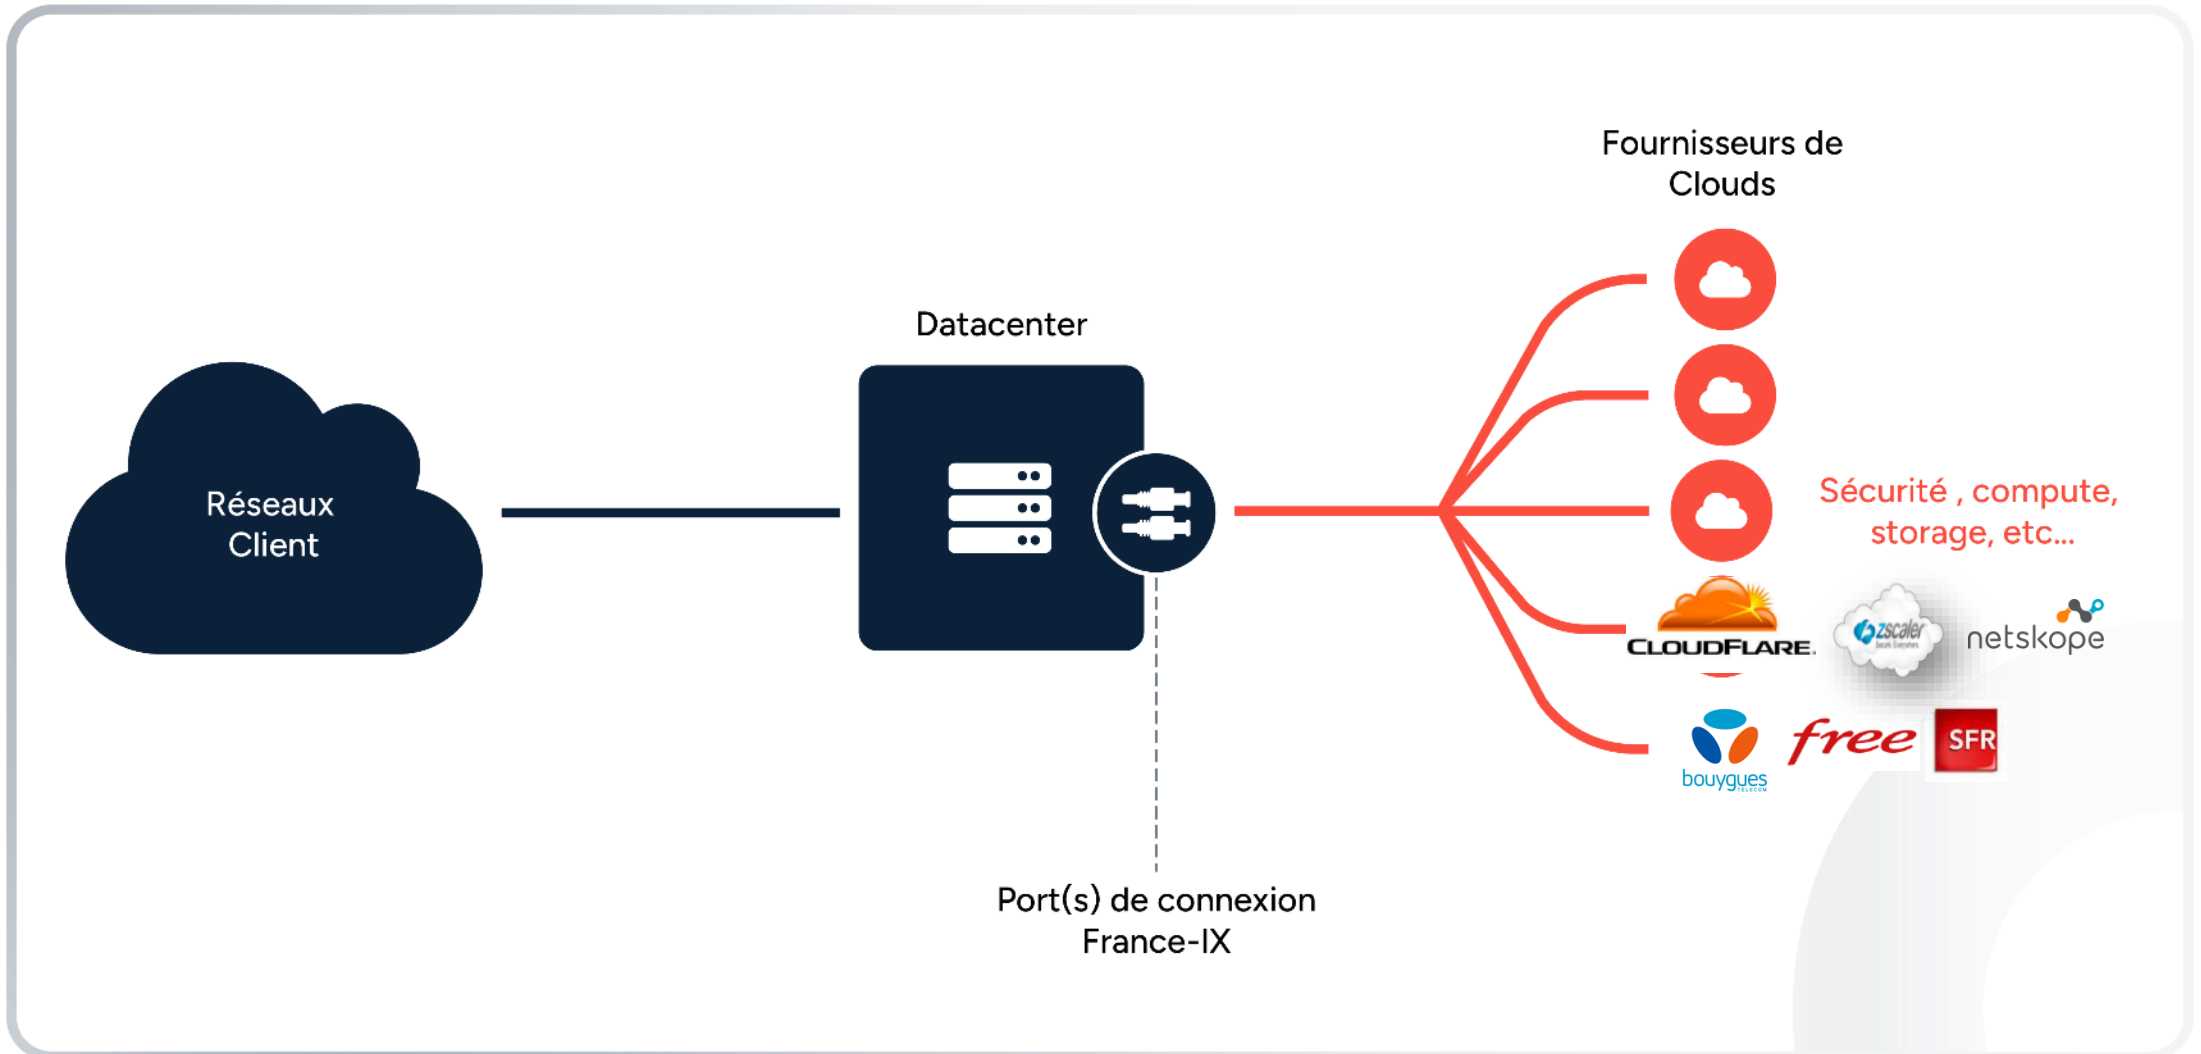 Fournisseurs de
Clouds
Datacenter
Réseaux
Client
Sécurité , compute,
storage, etc...
CLOUDFLARE.
zscaler
netskope
bouygues
TELECOM
free
SFR
Port(s) de connexion
France-IX